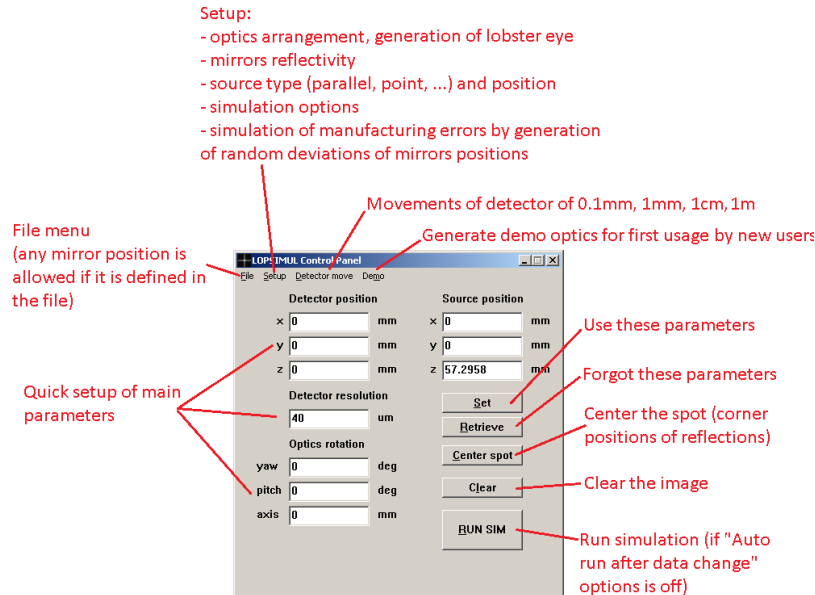 Setup:
- optics arrangement, generation of lobster eye
- mirrors reflectivity
- source type (parallel, point, ...) and position
- simulation options
- simulation of manufacturing errors by generation
of random deviations of mirrors positions
Movements of detector of 0.1mm, 1mm, 1cm, 1m
File menu
(any mirror position is
allowed if it is defined in
the file)
Generate demo optics for first usage by new users
LOPSIMUL Control Panel
File Setup Detector move Demo
Detector position Source position
x 0 mm x 0 mm
y 0 mm y 0 mm
z 0 mm z 57.2958 mm
Use these parameters
Quick setup of main
parameters
Detector resolution
40 um
Set
Forgot these parameters
Retrieve
Optics rotation
Center the spot (corner
positions of reflections)
Center spot
yaw 0 deg
pitch 0 deg
axis 0 mm
Clear
Clear the image
RUN SIM
Run simulation (if "Auto
run after data change"
options is off)